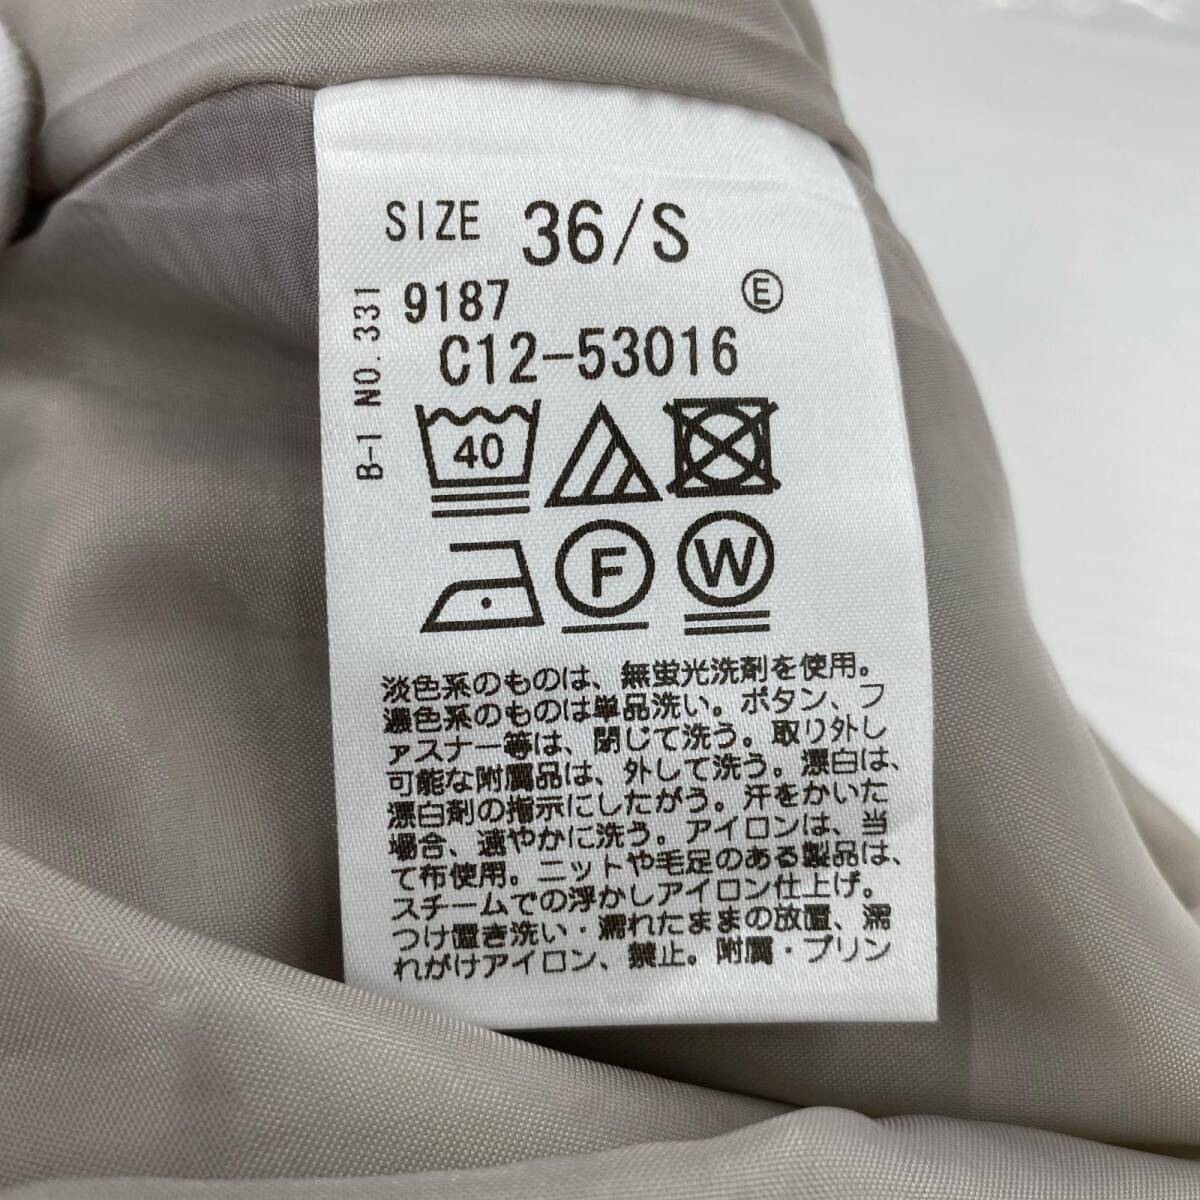 SIZE 36/S
9187 Ⓔ
C12-53016
B-1 NO.331
40
F W
淡色系のものは、無蛍光洗剤を使用。
濃色系のものは単品洗い。ボタン、フ
ァスナー等は、閉じて洗う。取り外し
可能な附属品は、外して洗う。漂白は、
漂白剤の指示にしたがう。汗をかいた
場合、速やかに洗う。アイロンは、当
て布使用。ニットや毛足のある製品は、
スチームでの浮かしアイロン仕上げ。
つけ置き洗い・濡れたままの放置、濡
れがけアイロン、禁止。附属・プリン